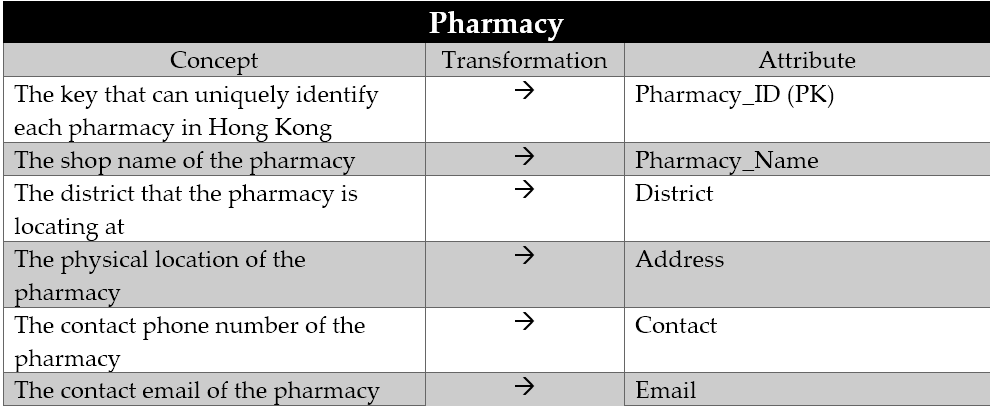 Pharmacy
Concept Transformation Attribute
The key that can uniquely identify → Pharmacy_ID (PK)
each pharmacy in Hong Kong
The shop name of the pharmacy → Pharmacy_Name
The district that the pharmacy is → District
locating at
The physical location of the → Address
pharmacy
The contact phone number of the → Contact
pharmacy
The contact email of the pharmacy → Email